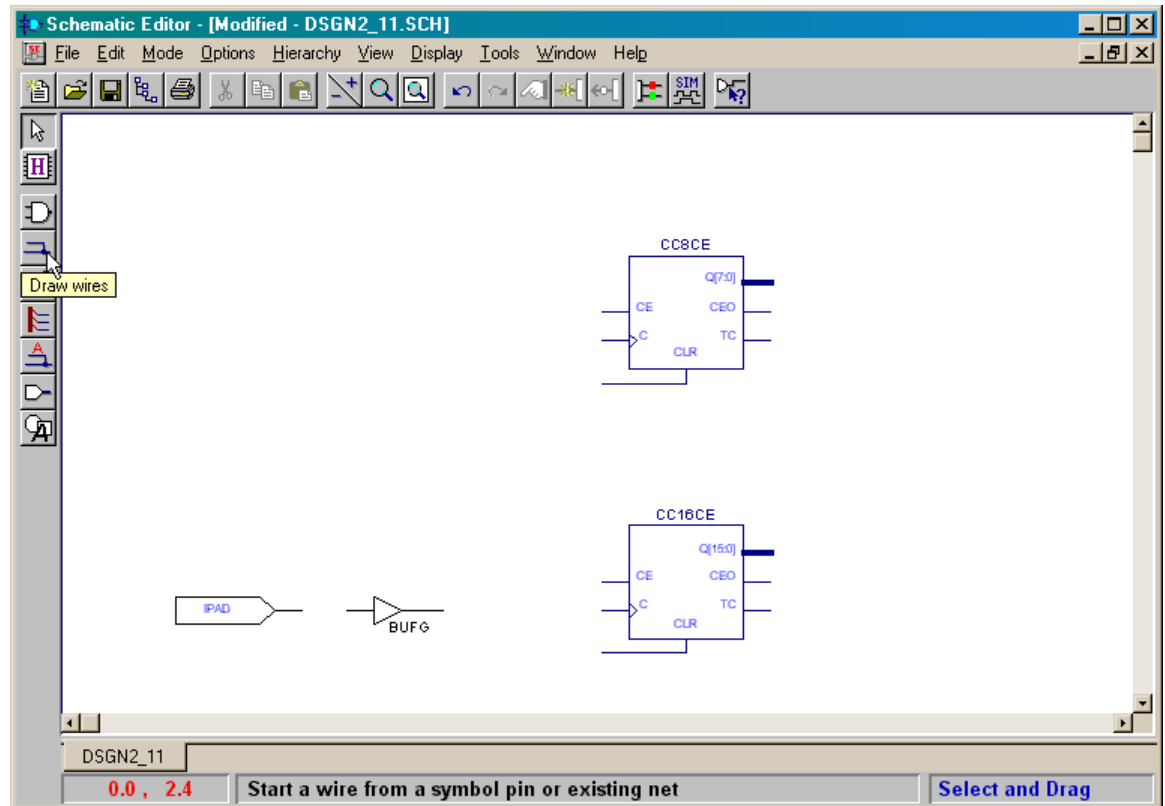 Schematic Editor - [Modified - DSGN2_11.SCH]
File Edit Mode Options Hierarchy View Display Tools Window Help
SIM
H
Draw wires
A
A
CC8CE
Q[7:0]
CE CEO
C TC
CLR
CC16CE
Q[15:0]
CE CEO
C TC
CLR
IPAD
BUFG
DSGN2_11
0.0 , 2.4 Start a wire from a symbol pin or existing net Select and Drag